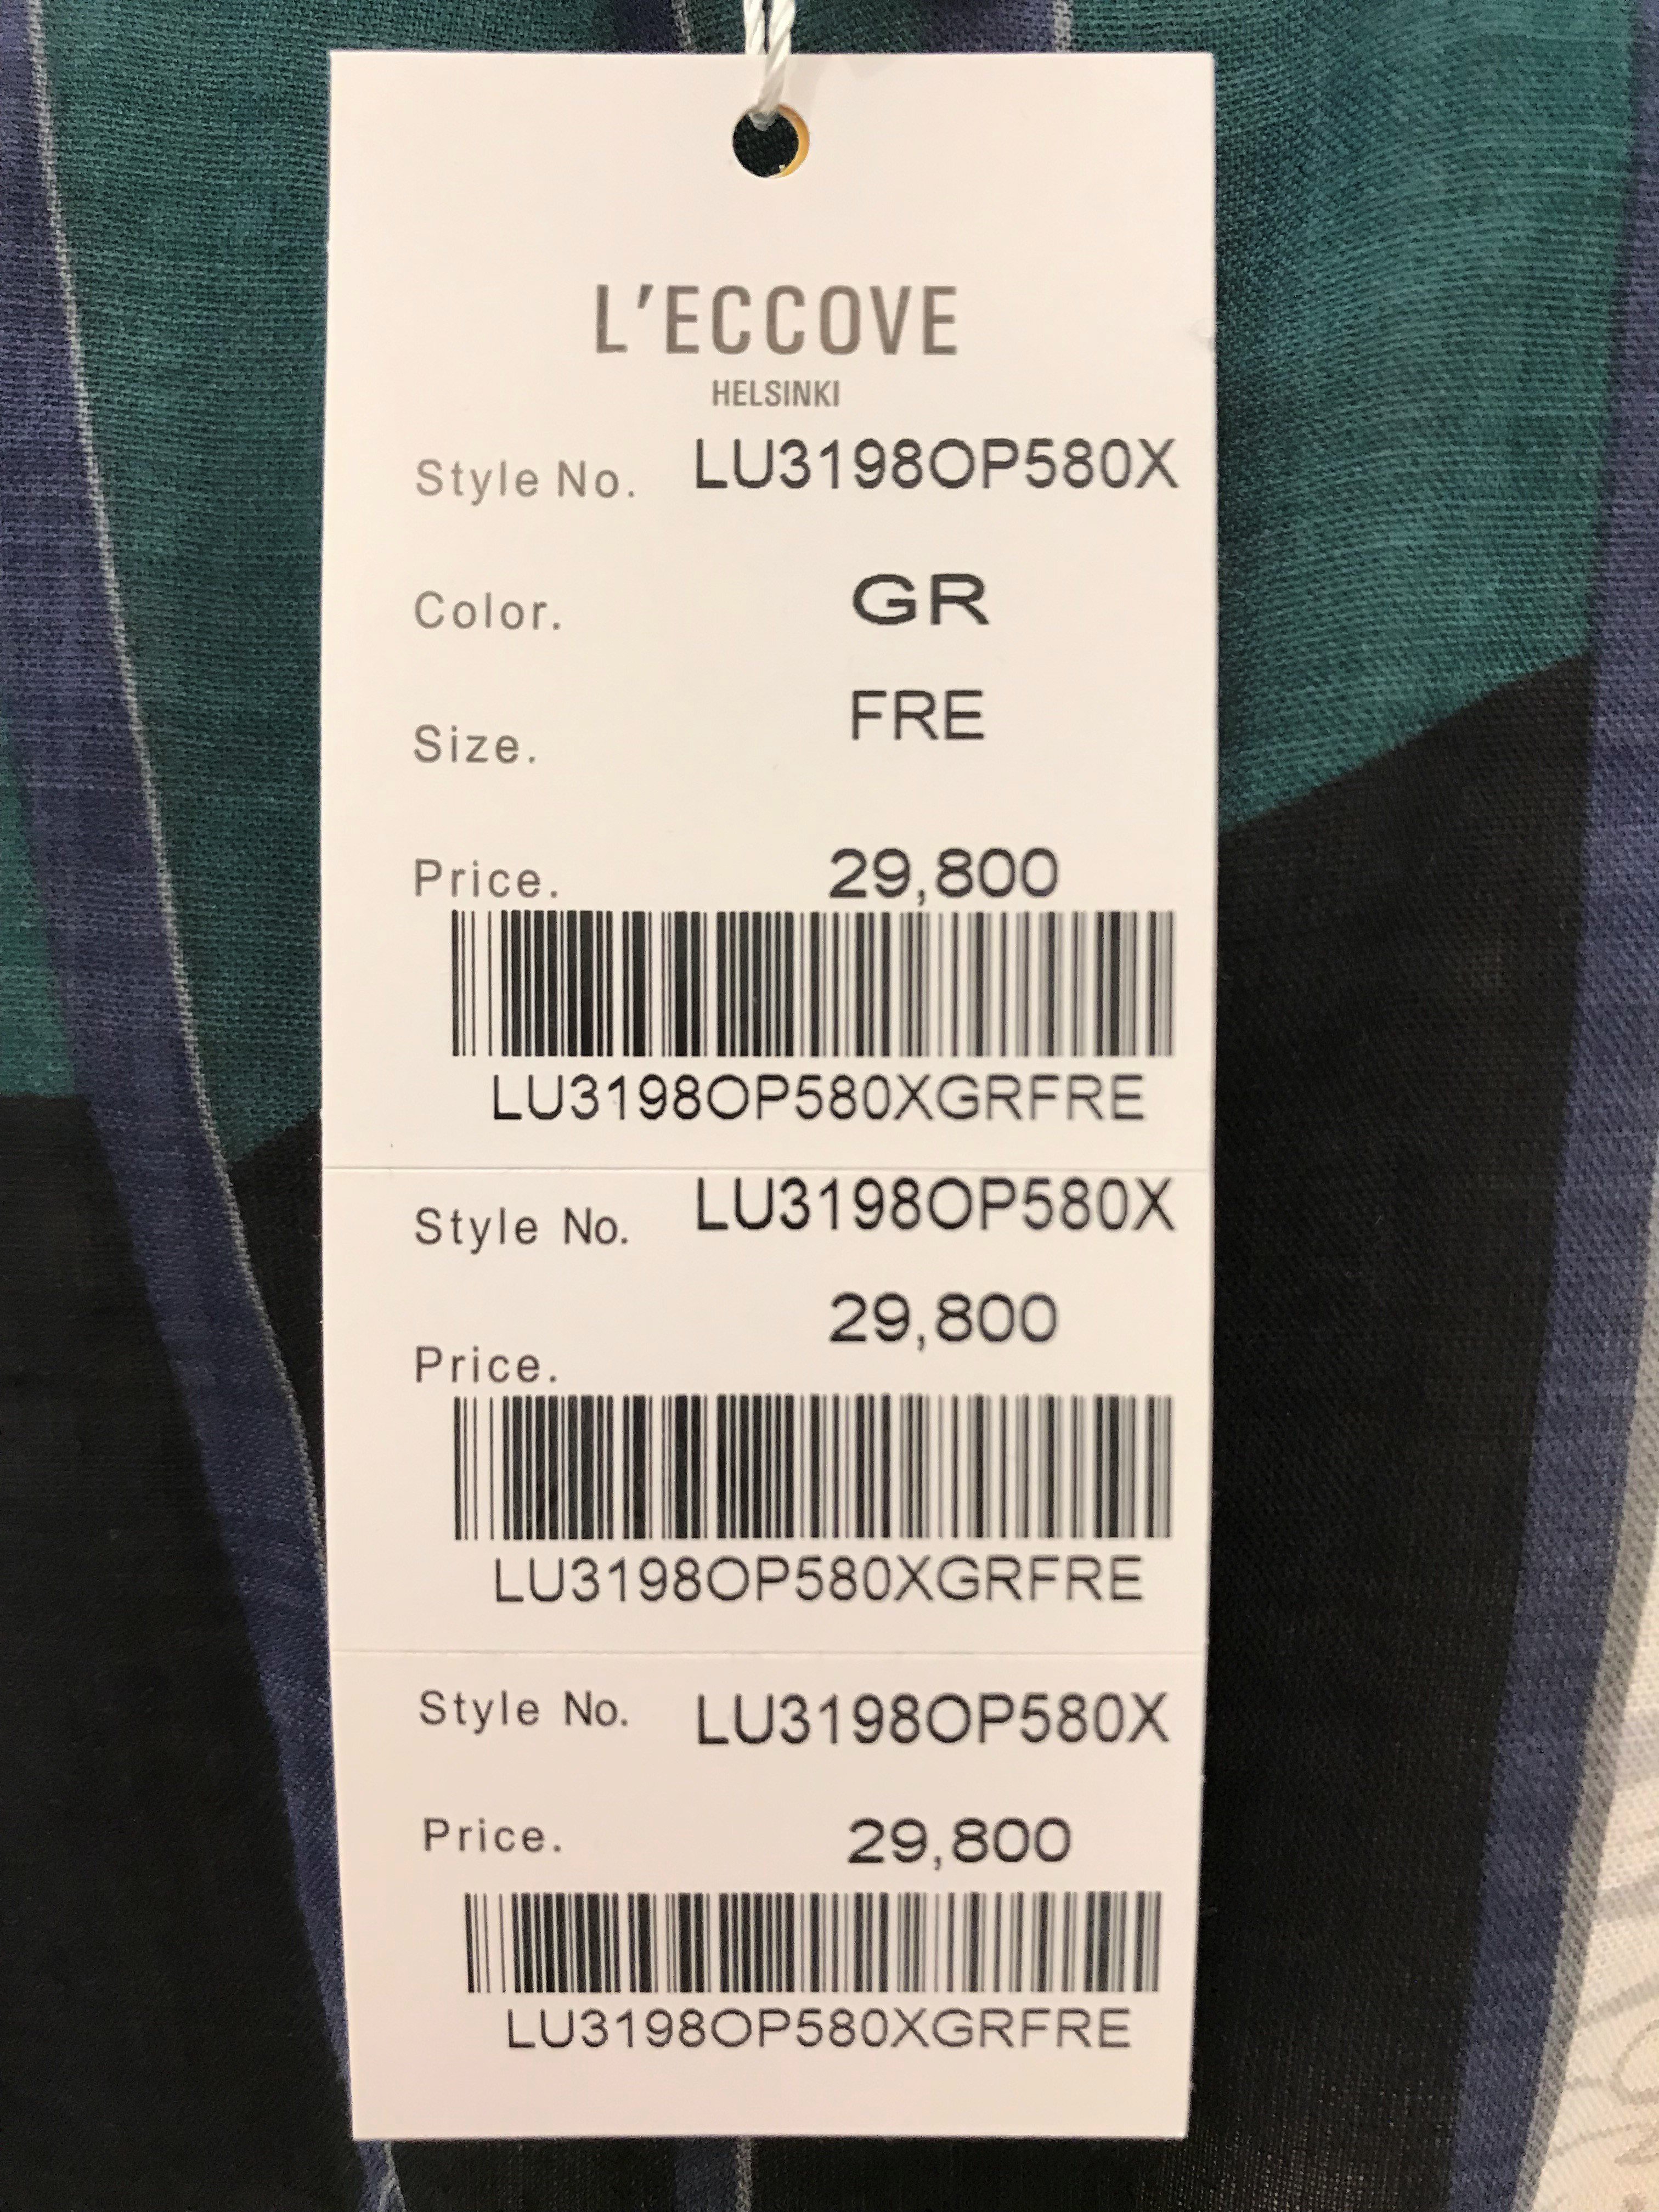 L'ECCOVE
HELSINKI
Style No. LU3198OP580X
Color. GR
Size. FRE
Price. 29,800
LU3198OP580XGRFRE
Style No. LU3198OP580X
Price. 29,800
LU3198OP580XGRFRE
Style No. LU3198OP580X
Price. 29,800
LU3198OP580XGRFRE